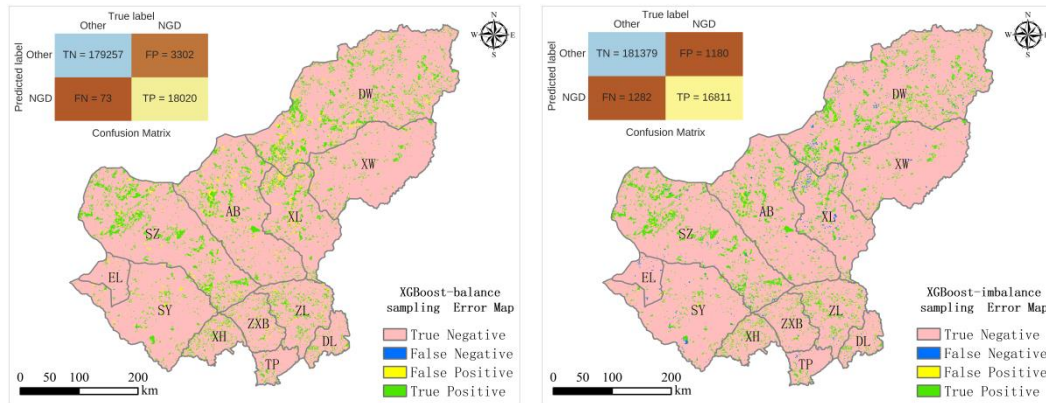 True label
Other NGD
Predicted label
Other TN = 179257 FP = 3302
NGD FN = 73 TP = 18020
Confusion Matrix
N
W E
S
DW
XW
AB
XL
SZ
EL
SY
ZL
ZXB
XH
DL
TP
XGBoost-balance
sampling Error Map
True Negative
False Negative
False Positive
True Positive
0 50 100 200
km
True label
Other NGD
Predicted label
Other TN = 181379 FP = 1180
NGD FN = 1282 TP = 16811
Confusion Matrix
N
W E
S
DW
XW
AB
XL
SZ
EL
SY
ZL
ZXB
XH
DL
TP
XGBoost-imbalance
sampling Error Map
True Negative
False Negative
False Positive
True Positive
0 50 100 200
km